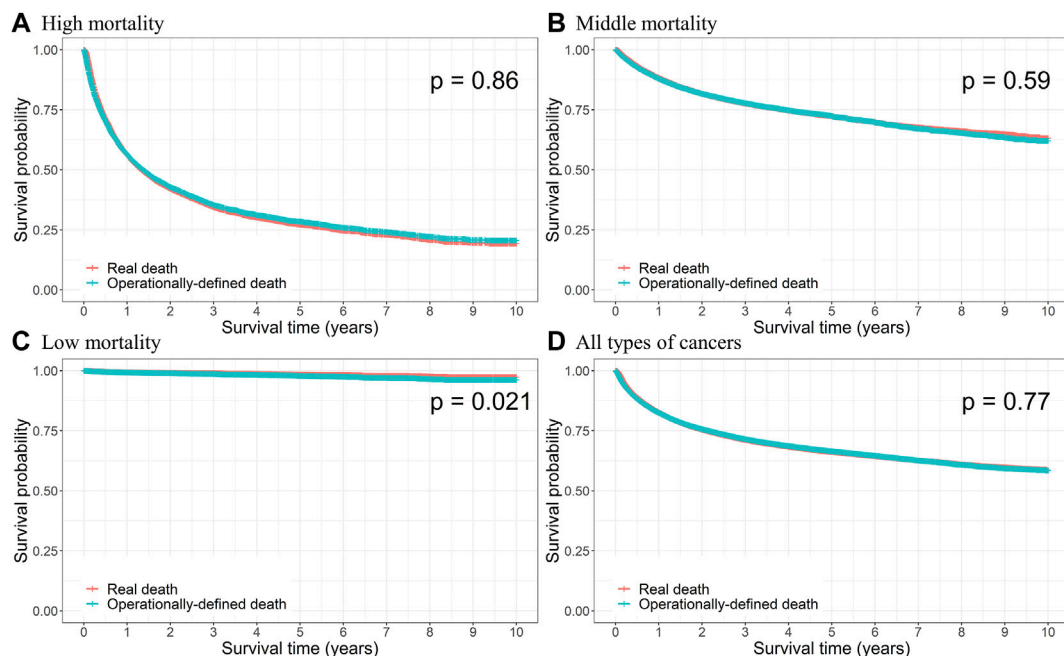 A High mortality
1.00
0.75
0.50
0.25
0.00
Survival probability
p = 0.86
Real death
Operationally-defined death
0 1 2 3 4 5 6 7 8 9 10
Survival time (years)
B Middle mortality
1.00
0.75
0.50
0.25
0.00
Survival probability
p = 0.59
Real death
Operationally-defined death
0 1 2 3 4 5 6 7 8 9 10
Survival time (years)
C Low mortality
1.00
0.75
0.50
0.25
0.00
Survival probability
p = 0.021
Real death
Operationally-defined death
0 1 2 3 4 5 6 7 8 9 10
Survival time (years)
D All types of cancers
1.00
0.75
0.50
0.25
0.00
Survival probability
p = 0.77
Real death
Operationally-defined death
0 1 2 3 4 5 6 7 8 9 10
Survival time (years)